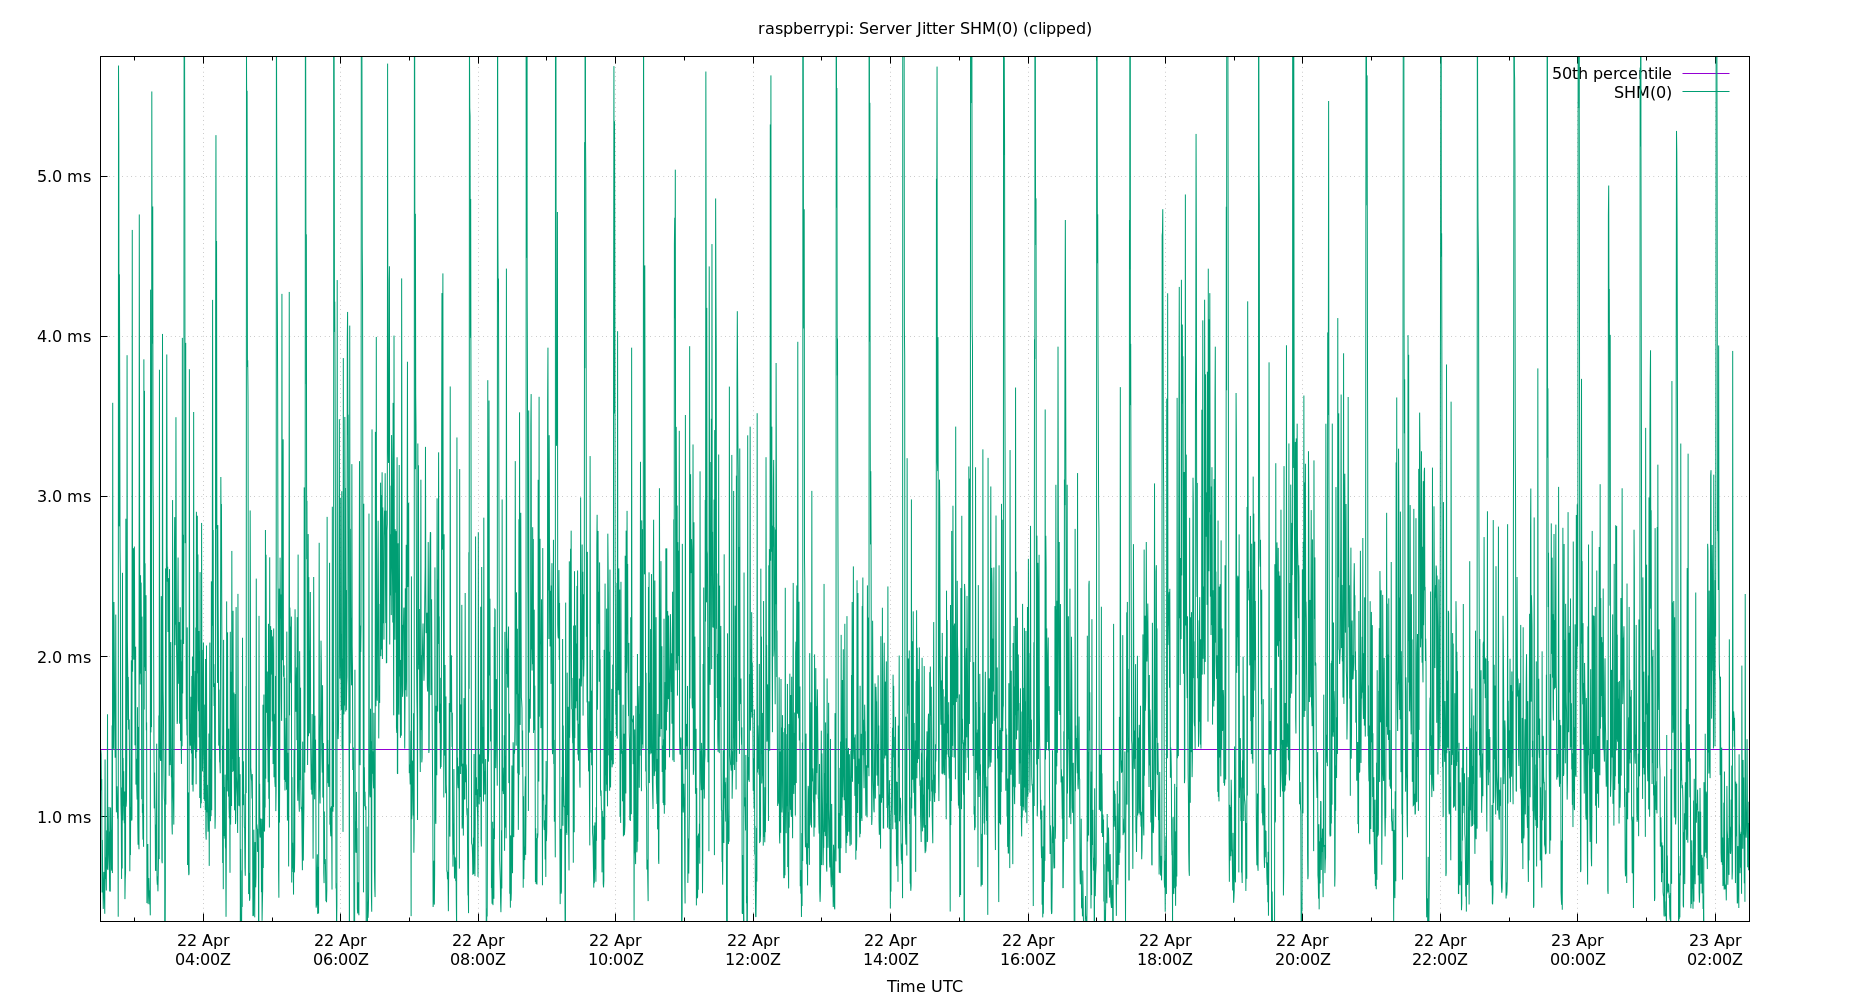 raspberrypi: Server Jitter SHM(0) (clipped)
50th percentile
SHM(0)
5.0 ms
4.0 ms
3.0 ms
2.0 ms
1.0 ms
22 Apr 22 Apr 22 Apr 22 Apr 22 Apr 22 Apr 22 Apr 22 Apr 22 Apr 22 Apr 23 Apr 23 Apr
04:00Z 06:00Z 08:00Z 10:00Z 12:00Z 14:00Z 16:00Z 18:00Z 20:00Z 22:00Z 00:00Z 02:00Z
Time UTC